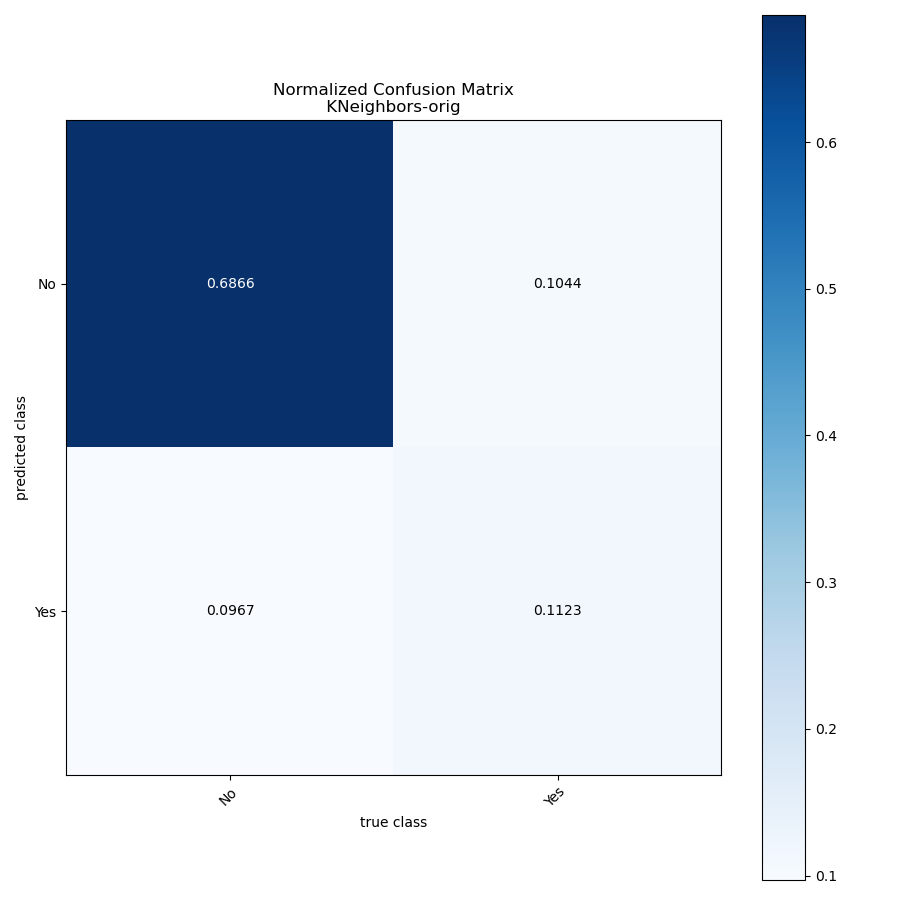 Normalized Confusion Matrix
KNeighbors-orig
predicted class
No
0.6866
0.1044
Yes
0.0967
0.1123
No
Yes
true class
0.6
0.5
0.4
0.3
0.2
0.1